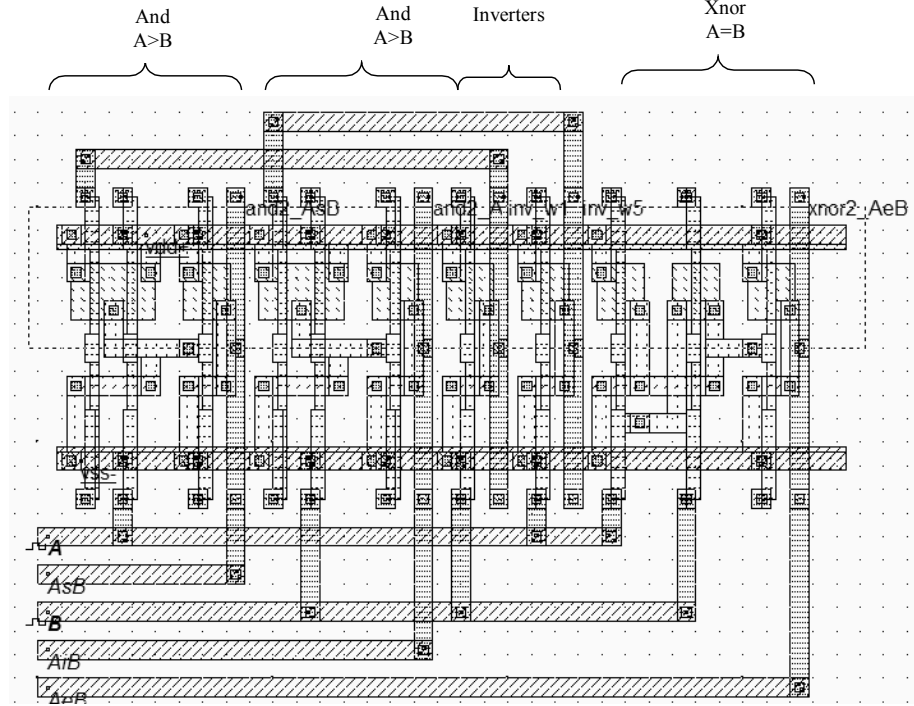 And
A>B
And
A>B
Inverters
Xnor
A=B
and2_AsB
and2_A
inv_w1
inv_w5
xnor2_AeB
vdd+
vss-
A
AsB
B
AiB
AeB